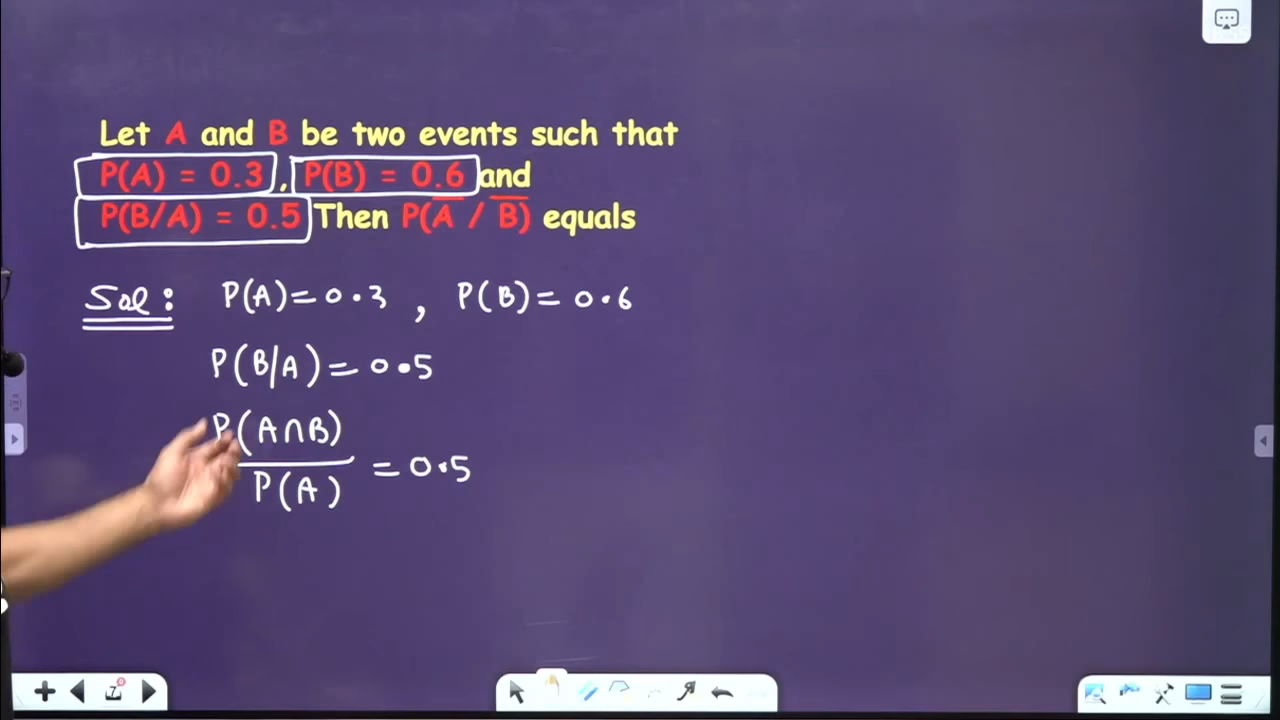 Let A and B be two events such that
P(A) = 0.3 , P(B) = 0.6 and
P(B/A) = 0.5 Then P(A̅ / B̅) equals
Sol: P(A)=0.3 , P(B)=0.6
P(B/A)=0.5
P(A∩B)
P(A)
=0.5
7